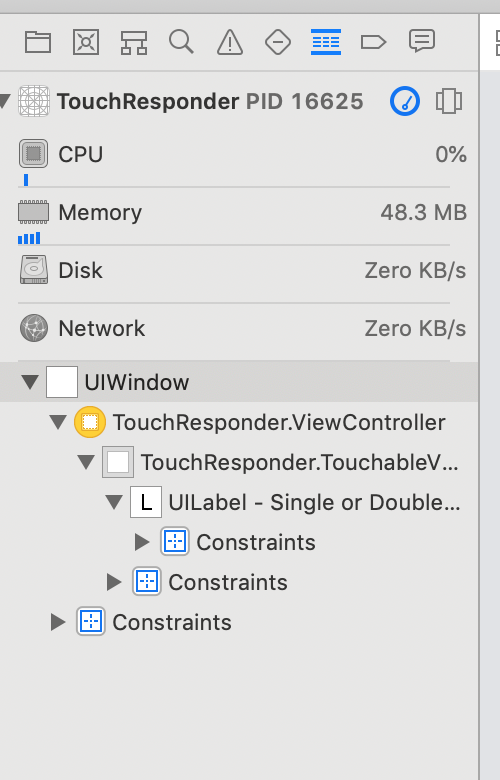 TouchResponder PID 16625
CPU 0%
Memory 48.3 MB
Disk Zero KB/s
Network Zero KB/s
UIWindow
TouchResponder.ViewController
TouchResponder.TouchableV...
L UILabel - Single or Double...
Constraints
Constraints
Constraints